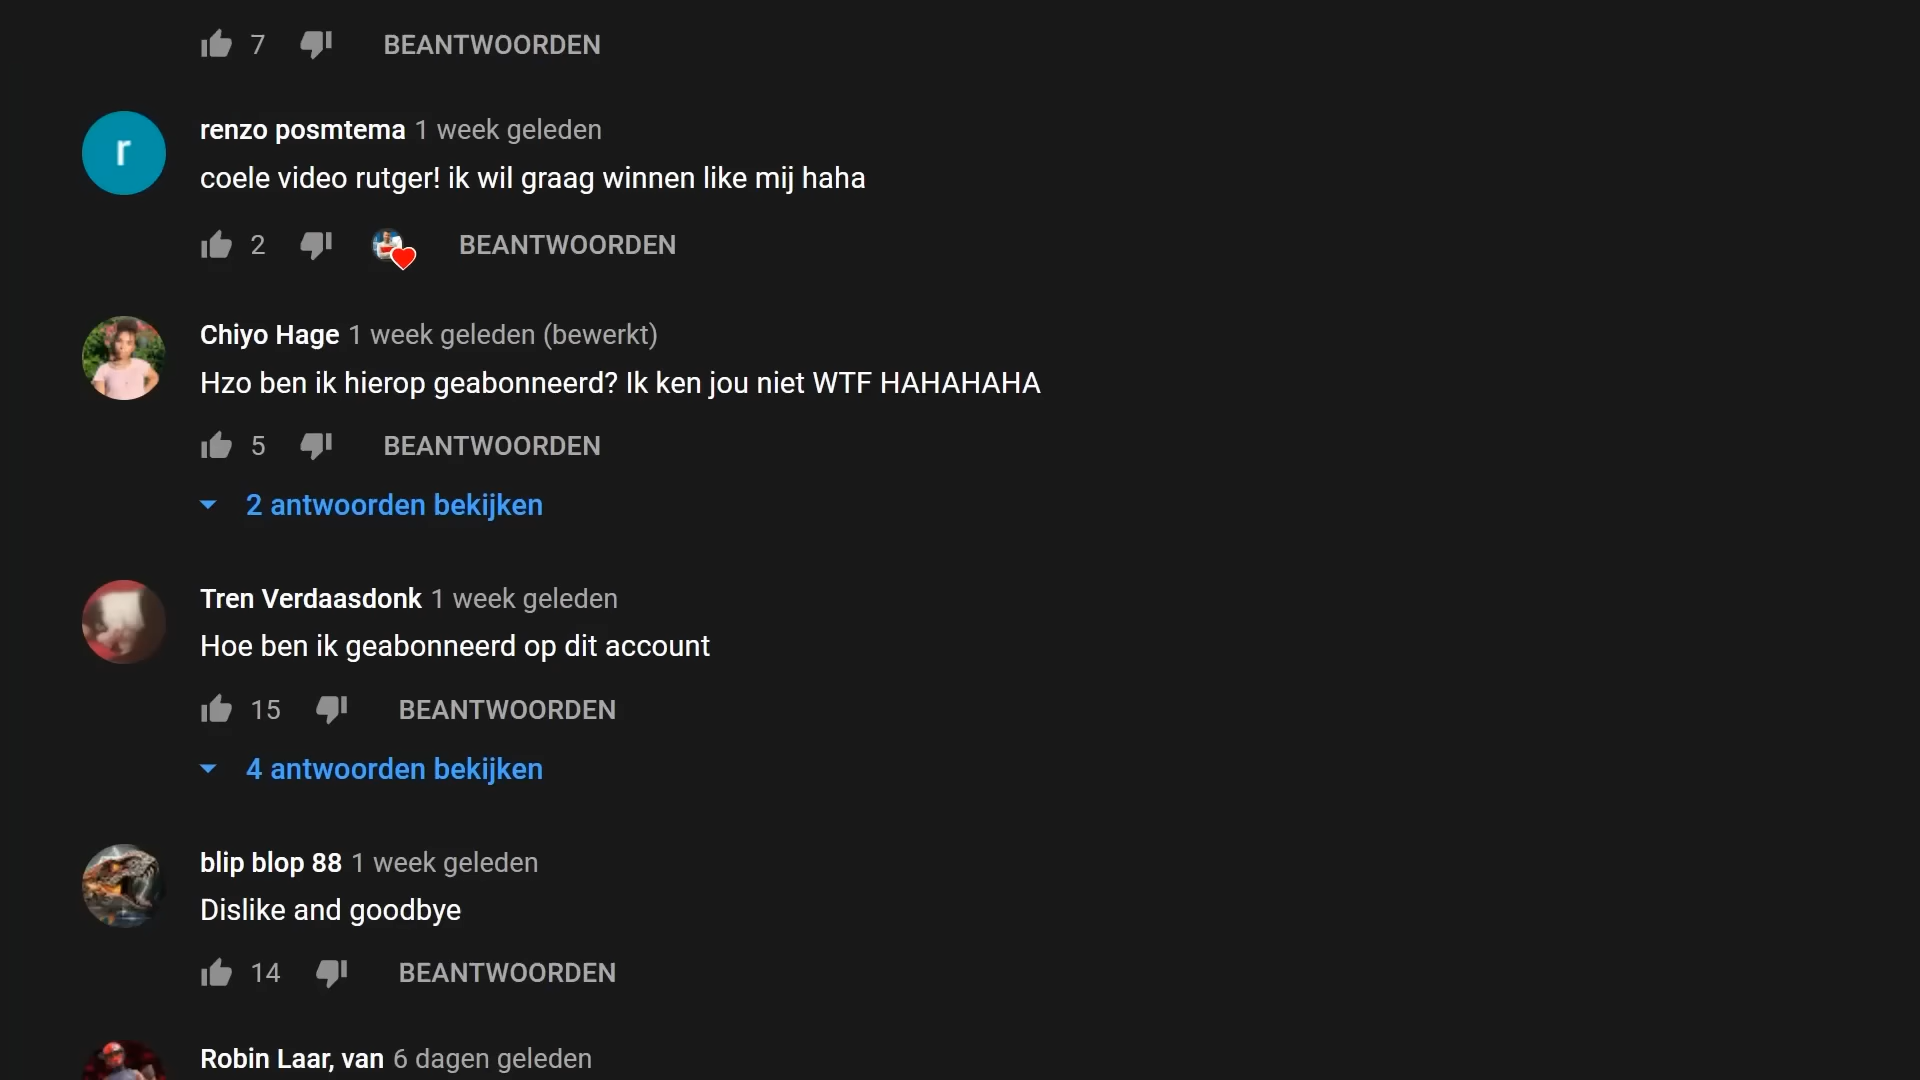 7 BEANTWOORDEN
r
renzo posmtema 1 week geleden
coele video rutger! ik wil graag winnen like mij haha
2 BEANTWOORDEN
Chiyo Hage 1 week geleden (bewerkt)
Hzo ben ik hierop geabonneerd? Ik ken jou niet WTF HAHAHAHA
5 BEANTWOORDEN
2 antwoorden bekijken
Tren Verdaasdonk 1 week geleden
Hoe ben ik geabonneerd op dit account
15 BEANTWOORDEN
4 antwoorden bekijken
blip blop 88 1 week geleden
Dislike and goodbye
14 BEANTWOORDEN
Robin Laar, van 6 dagen geleden